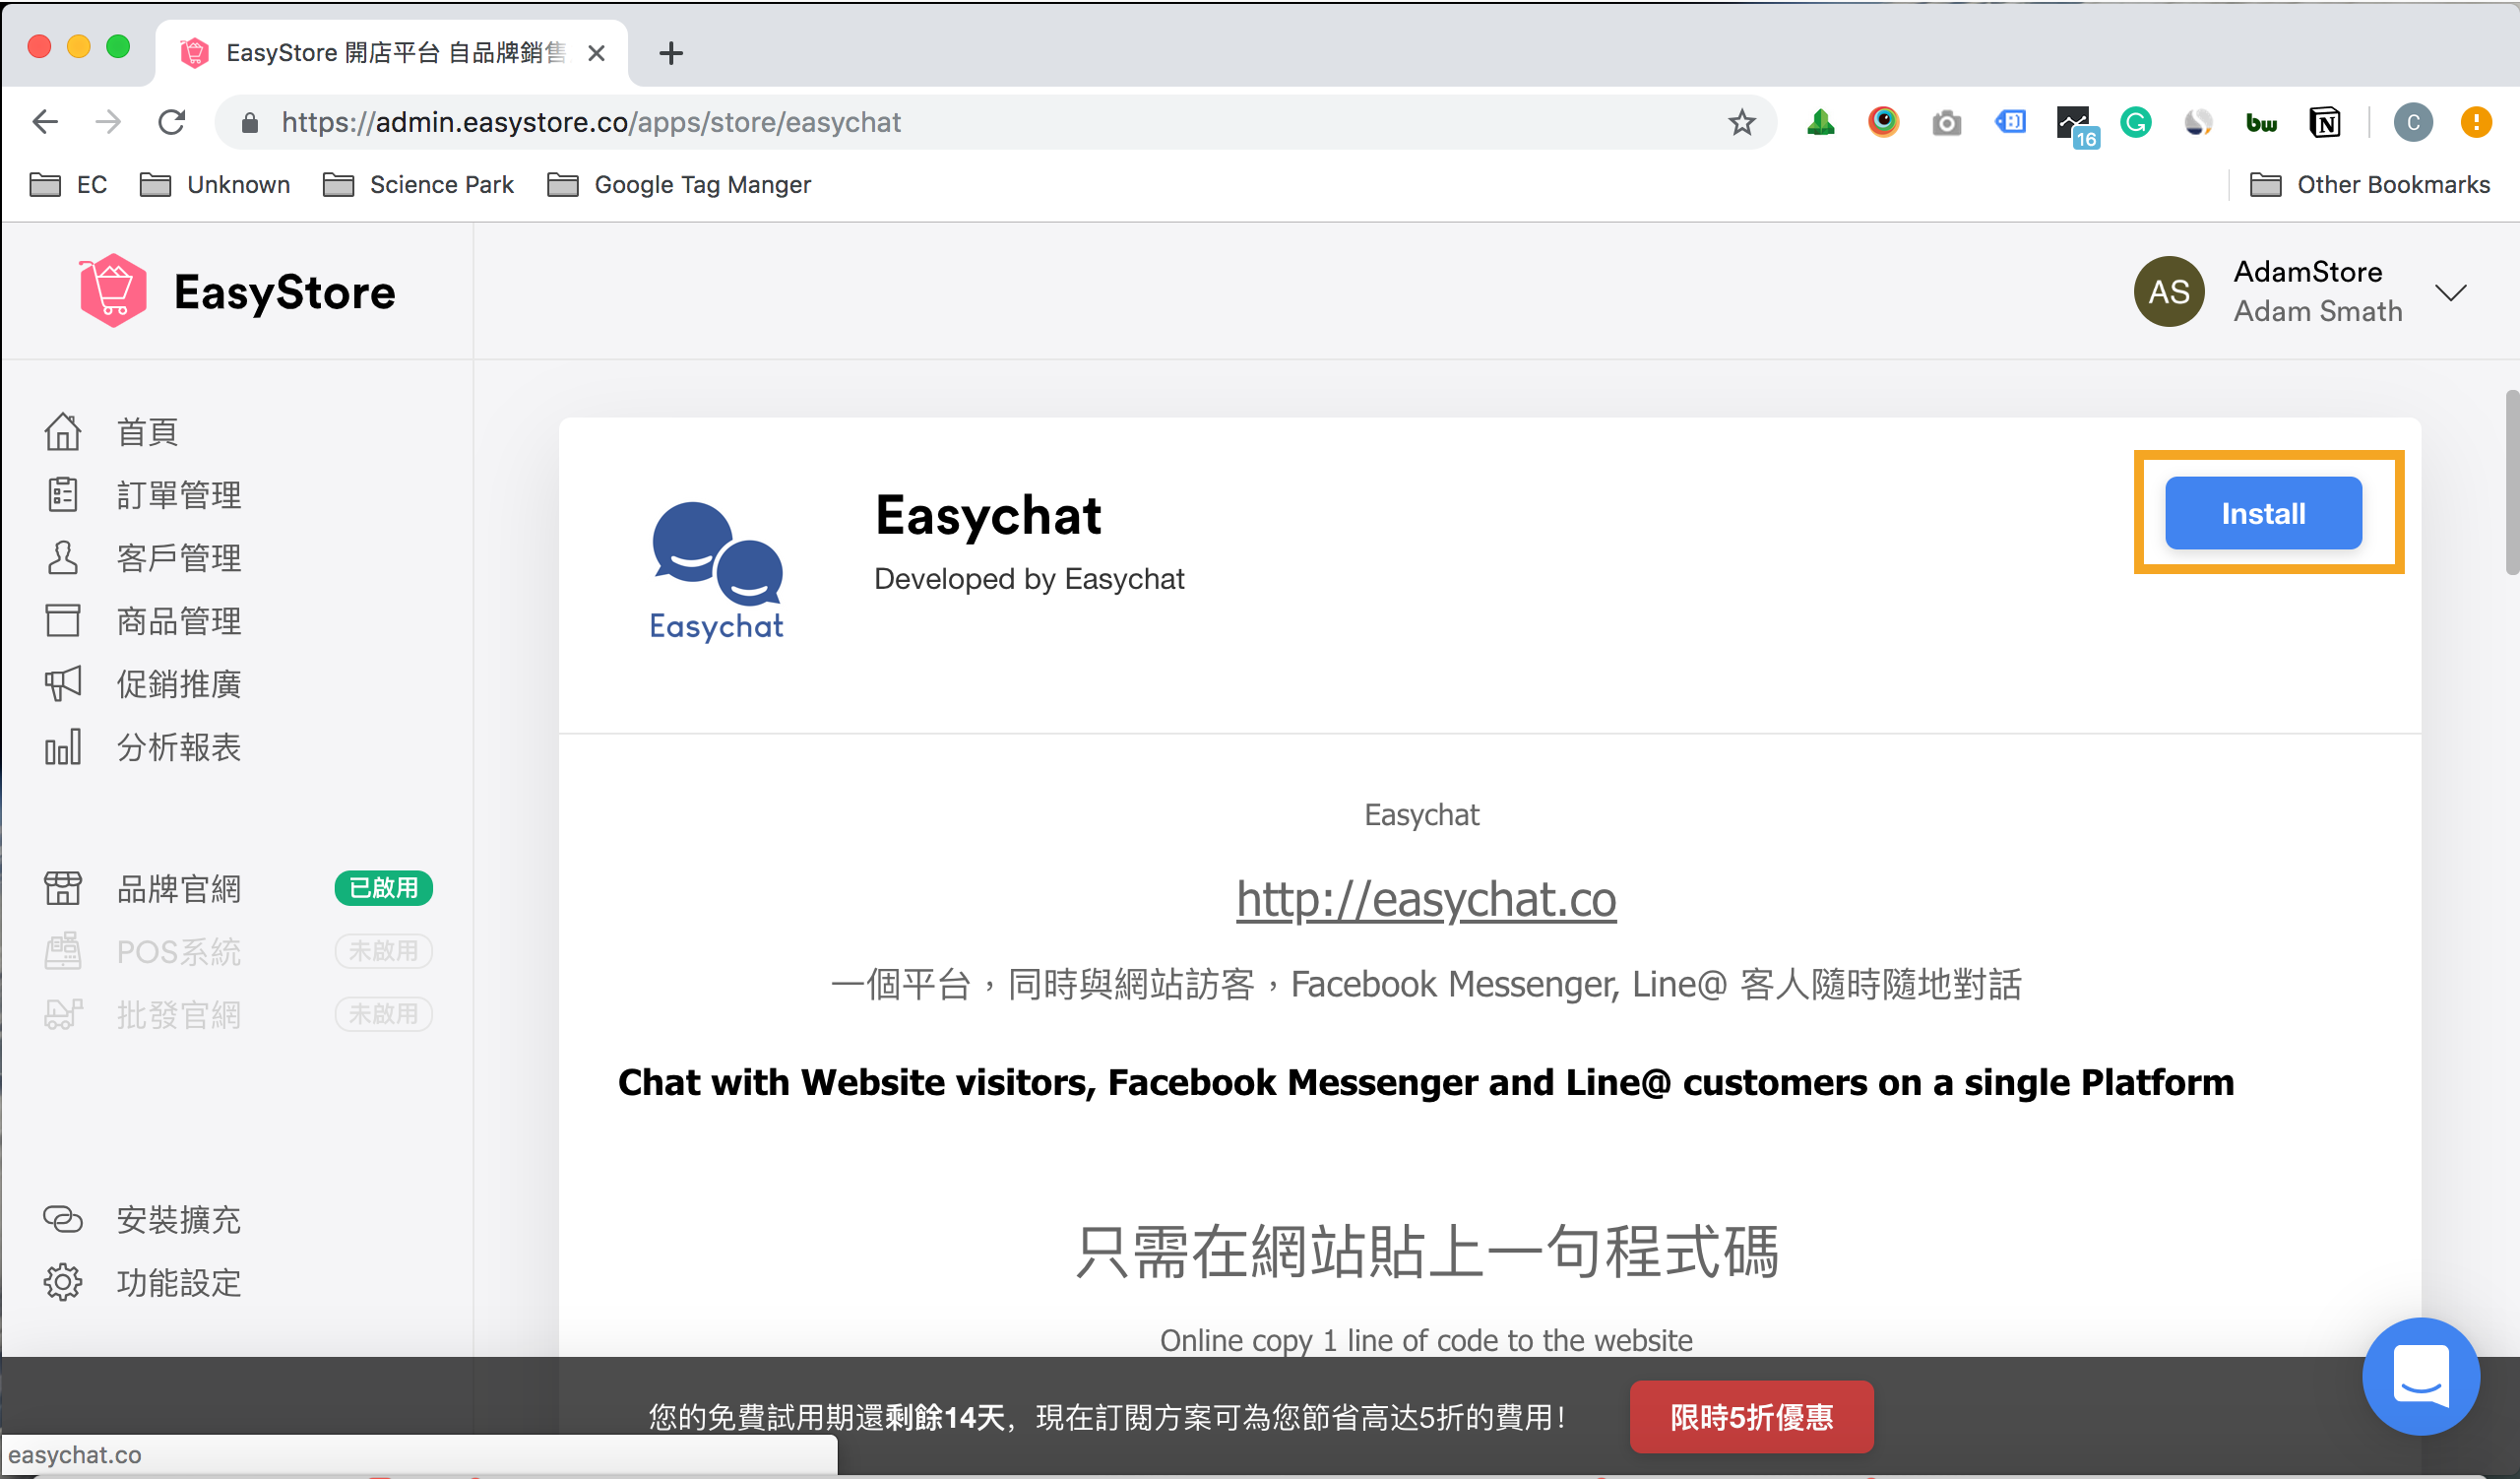 EasyStore 開店平台 自品牌銷售
https://admin.easystore.co/apps/store/easychat
16
G
bw
N
C
EC
Unknown
Science Park
Google Tag Manger
Other Bookmarks
EasyStore
AS
AdamStore
Adam Smath
首頁
訂單管理
客戶管理
商品管理
促銷推廣
分析報表
品牌官網 已啟用
POS系統 未啟用
批發官網 未啟用
安裝擴充
功能設定
Easychat
Easychat
Developed by Easychat
Install
Easychat
http://easychat.co
一個平台，同時與網站訪客，Facebook Messenger, Line@ 客人隨時隨地對話
Chat with Website visitors, Facebook Messenger and Line@ customers on a single Platform
只需在網站貼上一句程式碼
Online copy 1 line of code to the website
您的免費試用期還剩餘14天，現在訂閱方案可為您節省高达5折的費用！
限時5折優惠
easychat.co